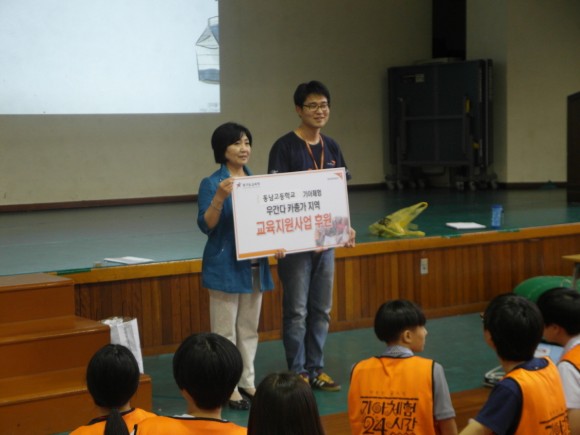 동남고등학교 기아체험
우간다 카총가 지역
교육지원사업 후원
기아체험
24시간